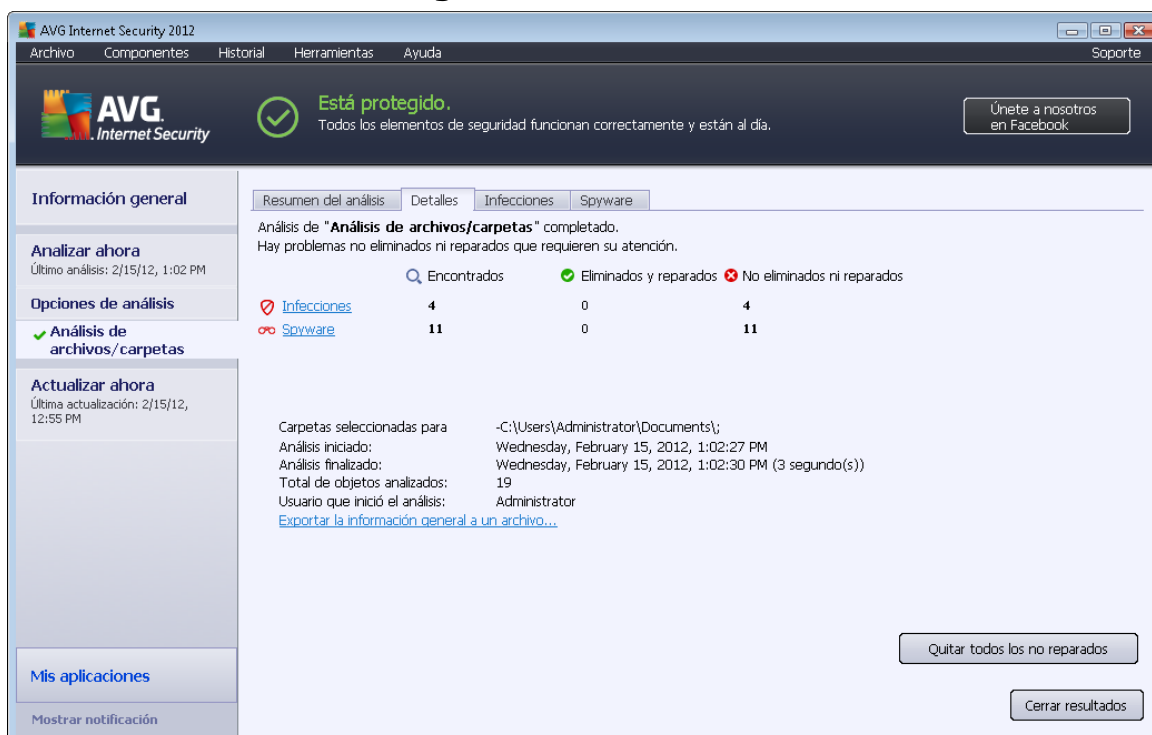 AVG Internet Security 2012
Archivo Componentes Historial Herramientas Ayuda Soporte
AVG.
Internet Security
Está protegido.
Todos los elementos de seguridad funcionan correctamente y están al día.
Únete a nosotros
en Facebook
Información general
Analizar ahora
Último análisis: 2/15/12, 1:02 PM
Opciones de análisis
Análisis de
archivos/carpetas
Actualizar ahora
Última actualización: 2/15/12,
12:55 PM
Mis aplicaciones
Mostrar notificación
Resumen del análisis Detalles Infecciones Spyware
Análisis de "Análisis de archivos/carpetas" completado.
Hay problemas no eliminados ni reparados que requieren su atención.
Encontrados Eliminados y reparados No eliminados ni reparados
Infecciones 4 0 4
Spyware 11 0 11
Carpetas seleccionadas para -C:\Users\Administrator\Documents\;
Análisis iniciado: Wednesday, February 15, 2012, 1:02:27 PM
Análisis finalizado: Wednesday, February 15, 2012, 1:02:30 PM (3 segundo(s))
Total de objetos analizados: 19
Usuario que inició el análisis: Administrator
Exportar la información general a un archivo...
Quitar todos los no reparados
Cerrar resultados